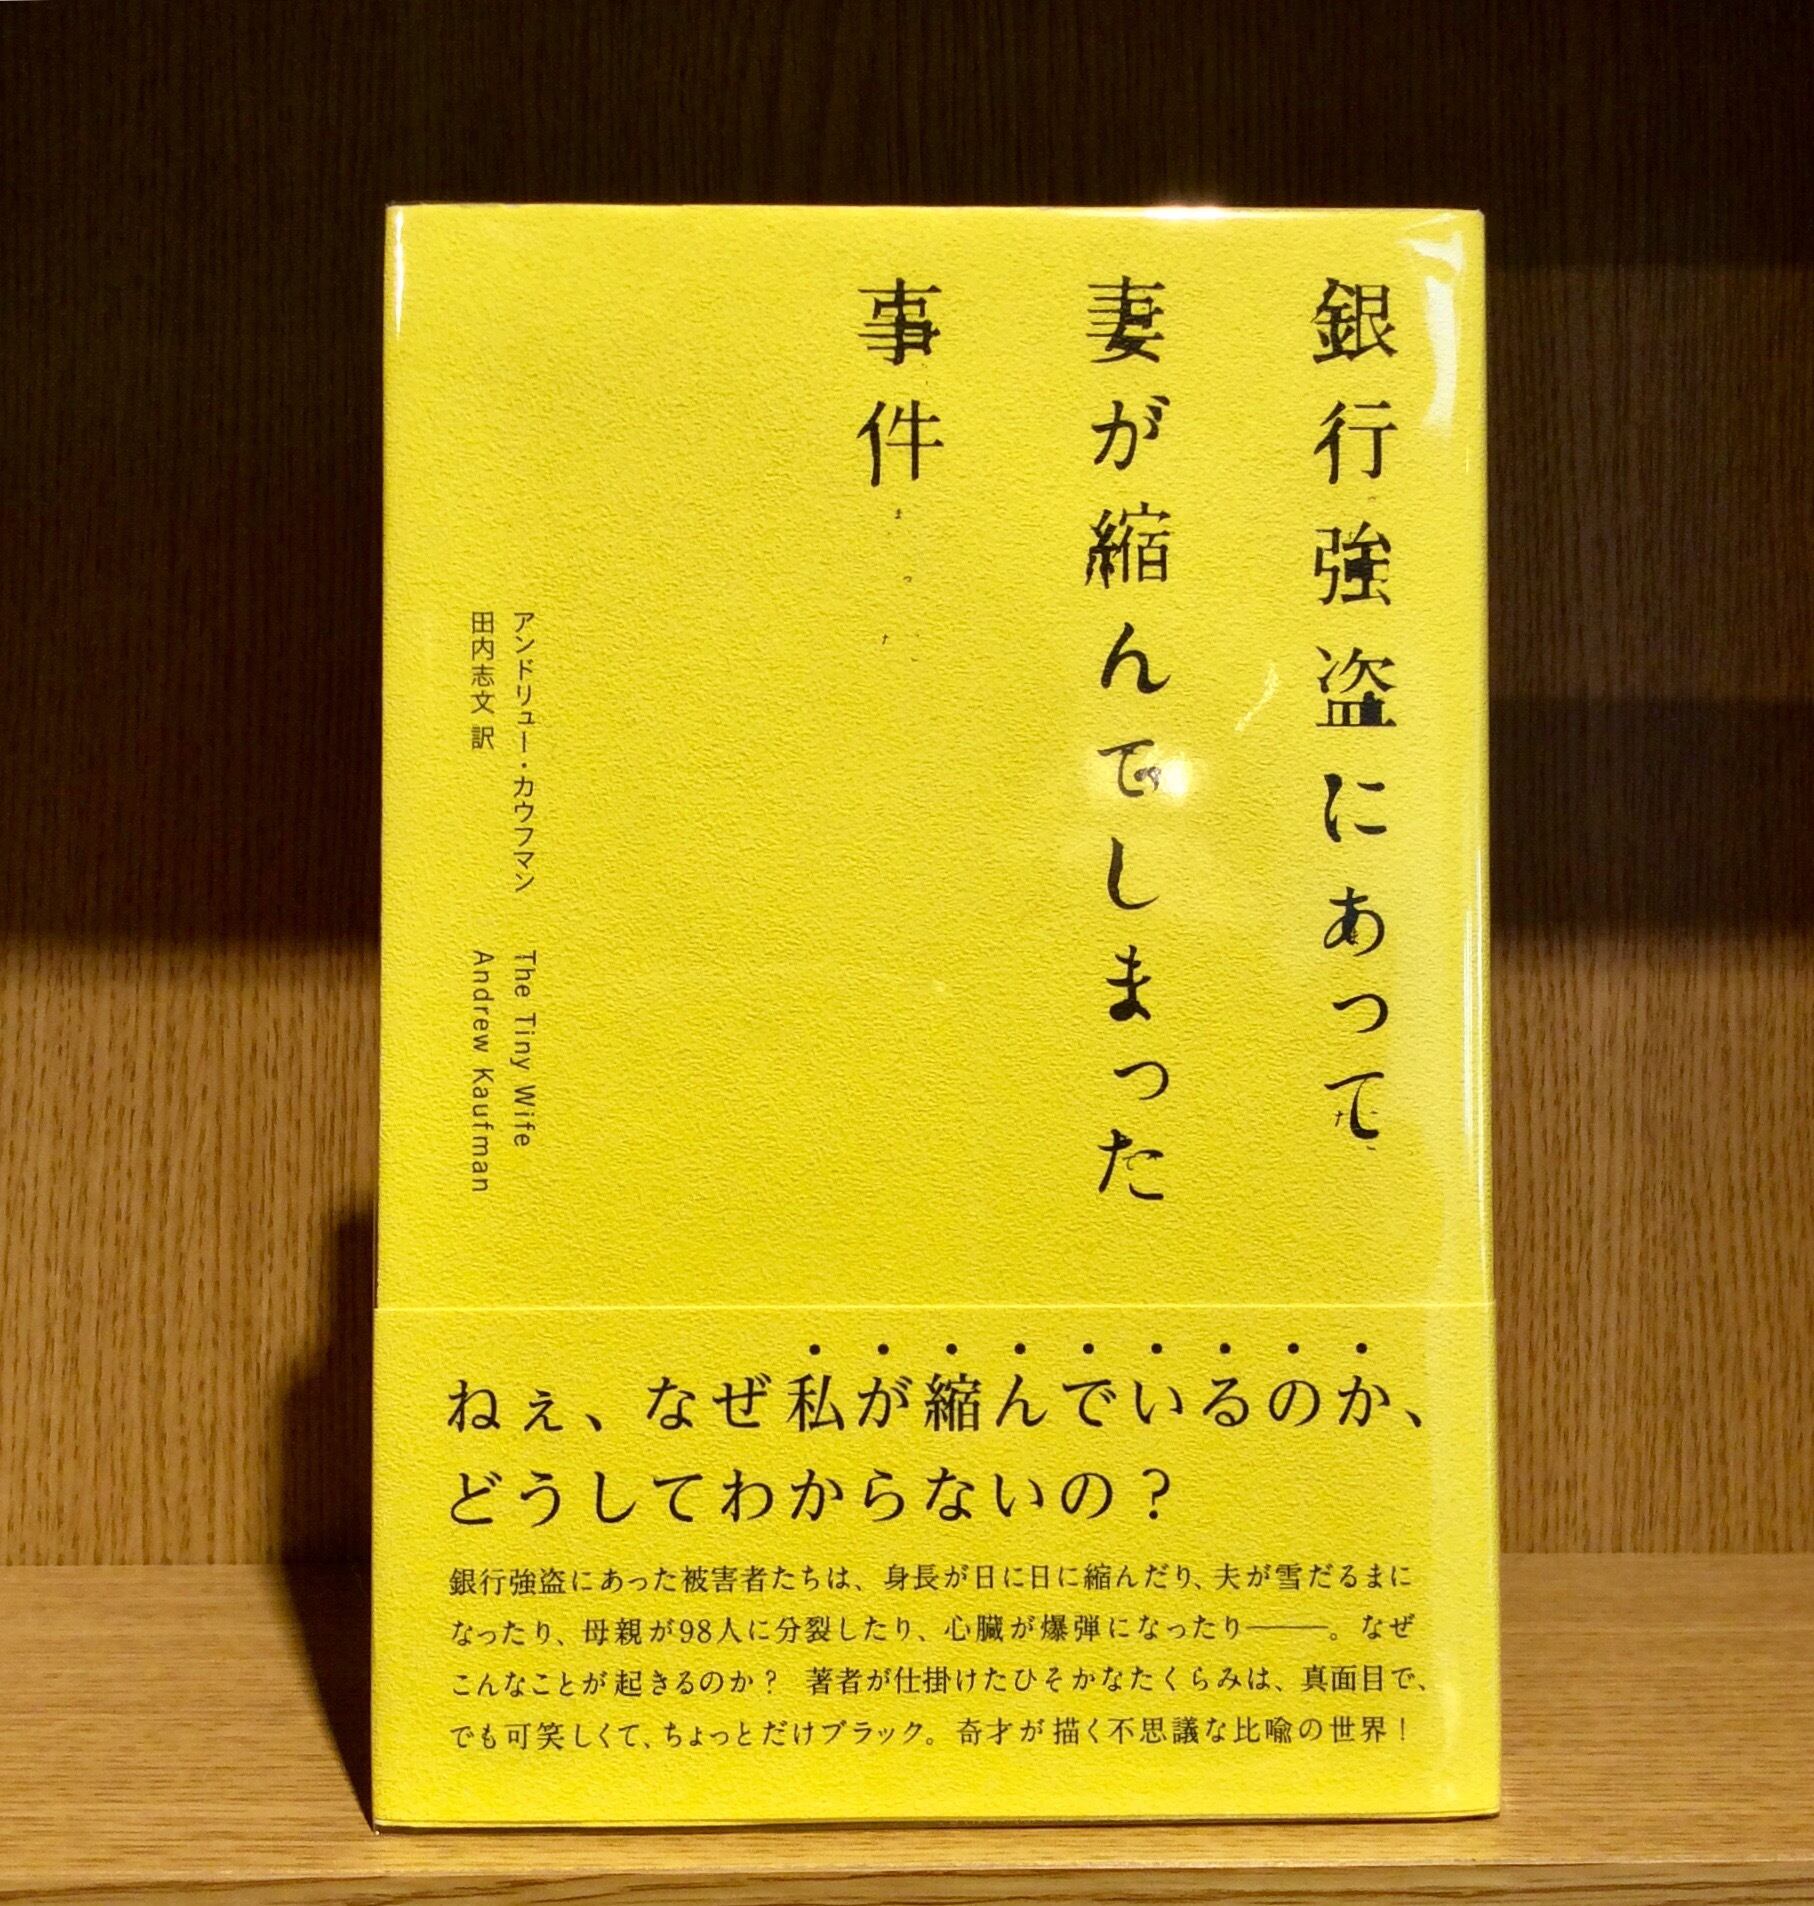 銀行強盗にあって
妻が縮んでしまった
事件
アンドリュー・カウフマン
田内志文 訳
The Tiny Wife
Andrew Kaufman
ねぇ、なぜ私が縮んでいるのか、
どうしてわからないの？
銀行強盗にあった被害者たちは、身長が日に日に縮んだり、夫が雪だるまに
なったり、母親が98人に分裂したり、心臓が爆弾になったり――。なぜ
こんなことが起きるのか？ 著者が仕掛けたひそかなたくらみは、真面目で、
でも可笑しくて、ちょっとだけブラック。奇才が描く不思議な比喩の世界！